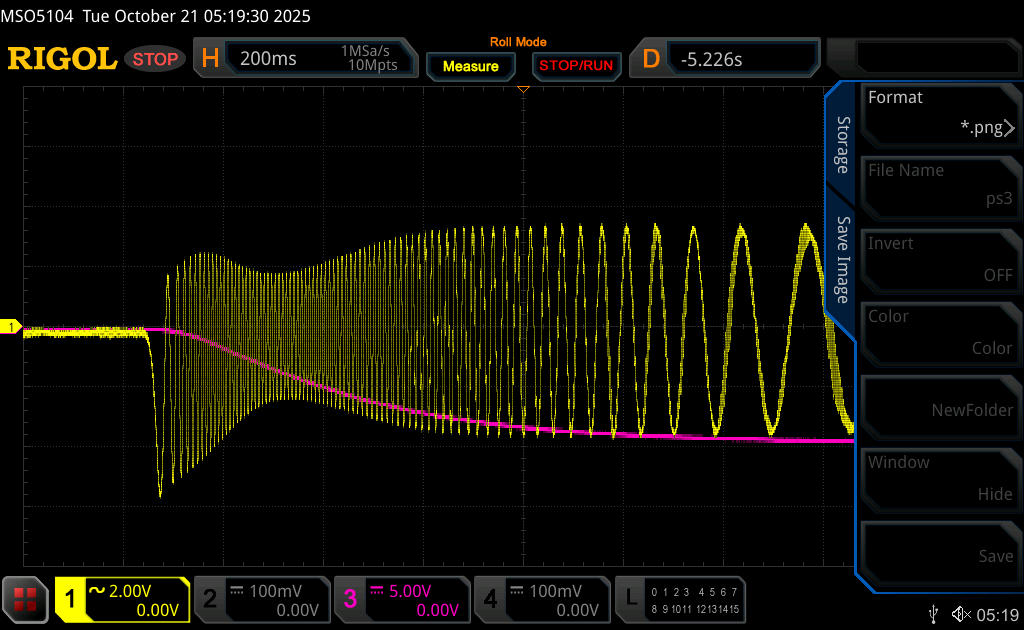 MSO5104 Tue October 21 05:19:30 2025
RIGOL STOP H 200ms 1MSa/s 10Mpts Roll Mode Measure STOP/RUN D -5.226s
Storage
Save Image
Format
*.png
File Name
ps3
Invert
OFF
Color
Color
NewFolder
Window
Hide
Save
1
1 2.00V 0.00V
2 100mV 0.00V
3 5.00V 0.00V
4 100mV 0.00V
L 0 1 2 3 4 5 6 7
8 9 10 11 12 13 14 15
05:19